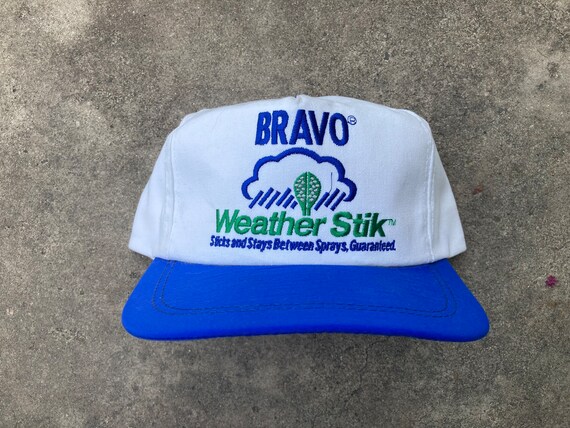 BRAVO®
Weather Stik™
Sticks and Stays Between Sprays, Guaranteed.